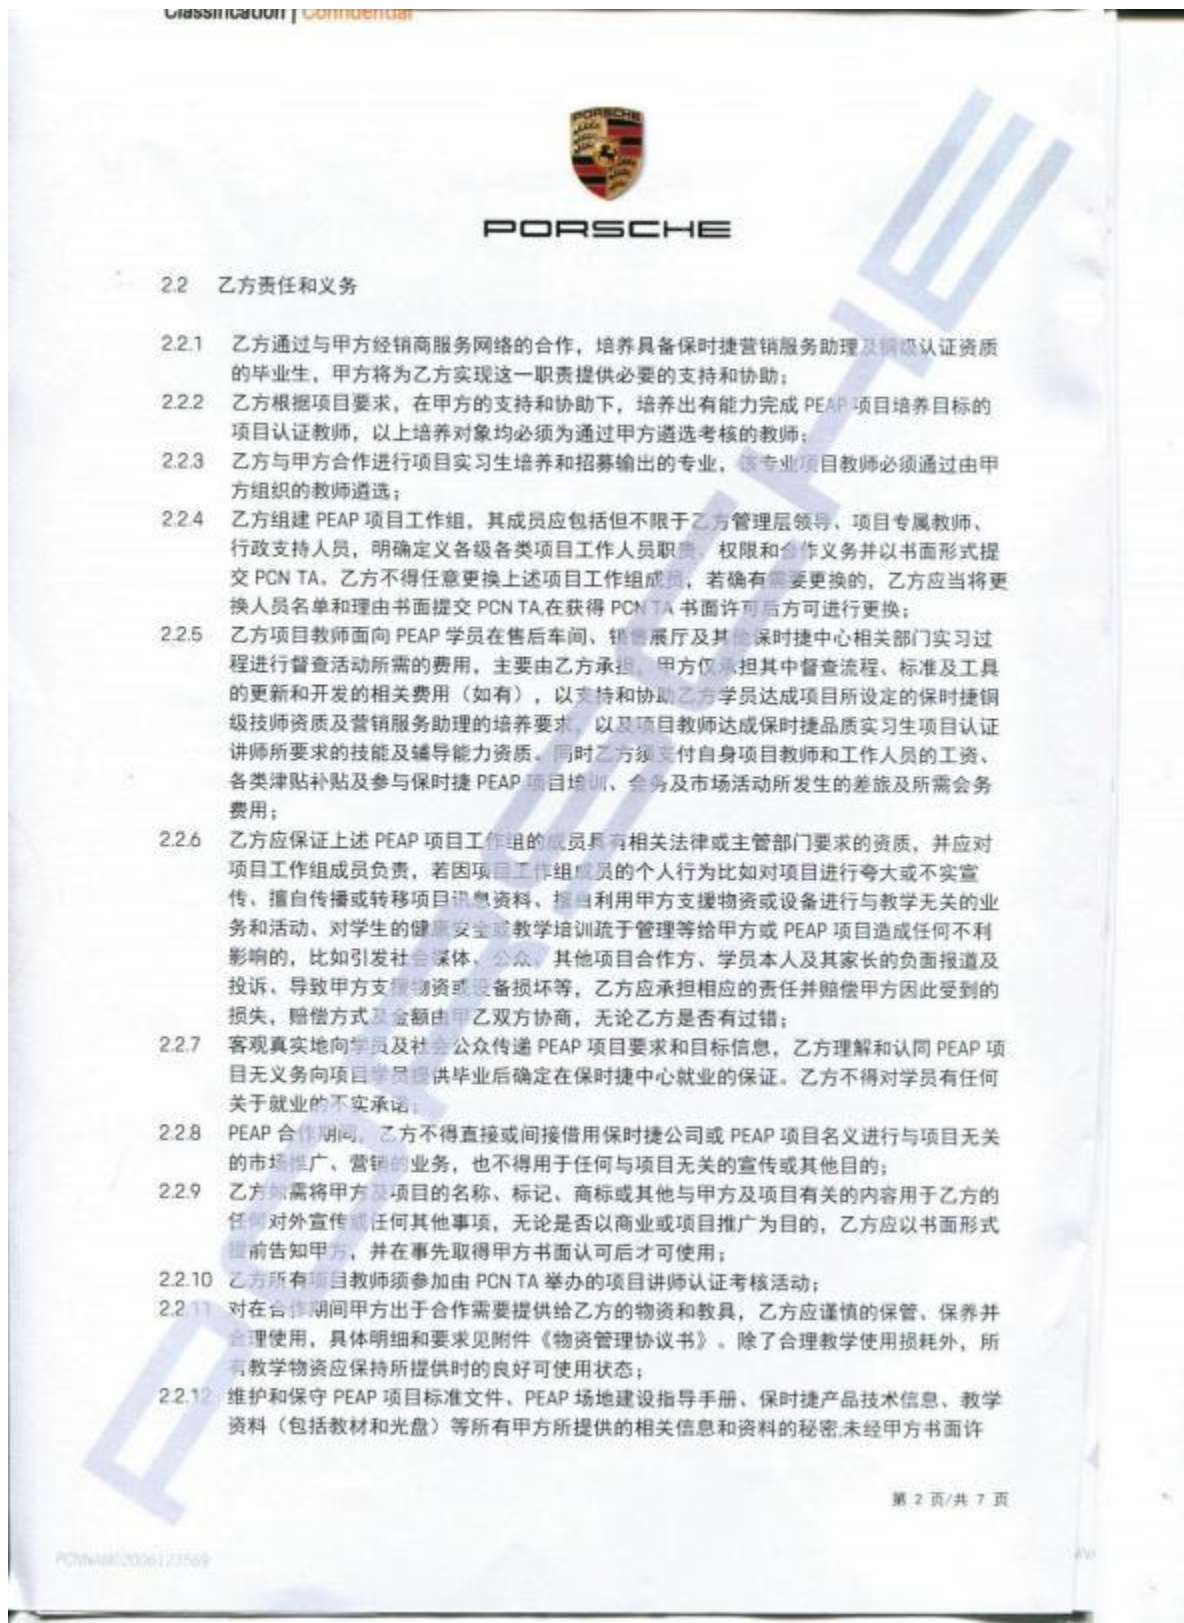 Classification | Confidential
PORSCHE
PORSCHE
2.2 乙方责任和义务
2.2.1 乙方通过与甲方经销商服务网络的合作，培养具备保时捷营销服务助理及铜级认证资质
的毕业生，甲方将为乙方实现这一职责提供必要的支持和协助；
2.2.2 乙方根据项目要求，在甲方的支持和协助下，培养出有能力完成 PEAP 项目培养目标的
项目认证教师，以上培养对象均必须为通过甲方遴选考核的教师；
2.2.3 乙方与甲方合作进行项目实习生培养和招募输出的专业，该专业项目教师必须通过由甲
方组织的教师遴选；
2.2.4 乙方组建 PEAP 项目工作组，其成员应包括但不限于乙方管理层领导、项目专属教师、
行政支持人员，明确定义各级各类项目工作人员职责、权限和合作义务并以书面形式提
交 PCN TA。乙方不得任意更换上述项目工作组成员，若确有需要更换的，乙方应当将更
换人员名单和理由书面提交 PCN TA,在获得 PCN TA 书面许可后方可进行更换；
2.2.5 乙方项目教师面向 PEAP 学员在售后车间、销售展厅及其他保时捷中心相关部门实习过
程进行督查活动所需的费用，主要由乙方承担，甲方仅承担其中督查流程、标准及工具
的更新和开发的相关费用（如有），以支持和协助乙方学员达成项目所设定的保时捷铜
级技师资质及营销服务助理的培养要求，以及项目教师达成保时捷品质实习生项目认证
讲师所要求的技能及辅导能力资质。同时乙方须支付自身项目教师和工作人员的工资、
各类津贴补贴及参与保时捷 PEAP 项目培训、会务及市场活动所发生的差旅及所需会务
费用；
2.2.6 乙方应保证上述 PEAP 项目工作组的成员具有相关法律或主管部门要求的资质，并应对
项目工作组成员负责，若因项目工作组成员的个人行为比如对项目进行夸大或不实宣
传、擅自传播或转移项目讯息资料、擅自利用甲方支援物资或设备进行与教学无关的业
务和活动、对学生的健康安全或教学培训疏于管理等给甲方或 PEAP 项目造成任何不利
影响的，比如引发社会媒体、公众、其他项目合作方、学员本人及其家长的负面报道及
投诉、导致甲方支援物资或设备损坏等，乙方应承担相应的责任并赔偿甲方因此受到的
损失，赔偿方式及金额由甲乙双方协商，无论乙方是否有过错；
2.2.7 客观真实地向学员及社会公众传递 PEAP 项目要求和目标信息，乙方理解和认同 PEAP 项
目无义务向项目学员提供毕业后确定在保时捷中心就业的保证。乙方不得对学员有任何
关于就业的不实承诺；
2.2.8 PEAP 合作期间，乙方不得直接或间接借用保时捷公司或 PEAP 项目名义进行与项目无关
的市场推广、营销的业务，也不得用于任何与项目无关的宣传或其他目的；
2.2.9 乙方如需将甲方及项目的名称、标记、商标或其他与甲方及项目有关的内容用于乙方的
任何对外宣传或任何其他事项，无论是否以商业或项目推广为目的，乙方应以书面形式
提前告知甲方，并在事先取得甲方书面认可后才可使用；
2.2.10 乙方所有项目教师须参加由 PCN TA 举办的项目讲师认证考核活动；
2.2.11 对在合作期间甲方出于合作需要提供给乙方的物资和教具，乙方应谨慎的保管、保养并
合理使用，具体明细和要求见附件《物资管理协议书》。除了合理教学使用损耗外，所
有教学物资应保持所提供时的良好可使用状态；
2.2.12 维护和保守 PEAP 项目标准文件、PEAP 场地建设指导手册、保时捷产品技术信息、教学
资料（包括教材和光盘）等所有甲方所提供的相关信息和资料的秘密,未经甲方书面许
第 2 页/共 7 页
PCNNAM02006123569
PORSCHE